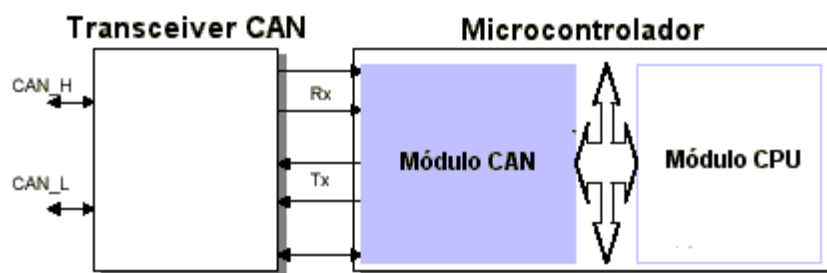 Transceiver CAN
Microcontrolador
CAN_H
Rx
Módulo CAN
Módulo CPU
CAN_L
Tx